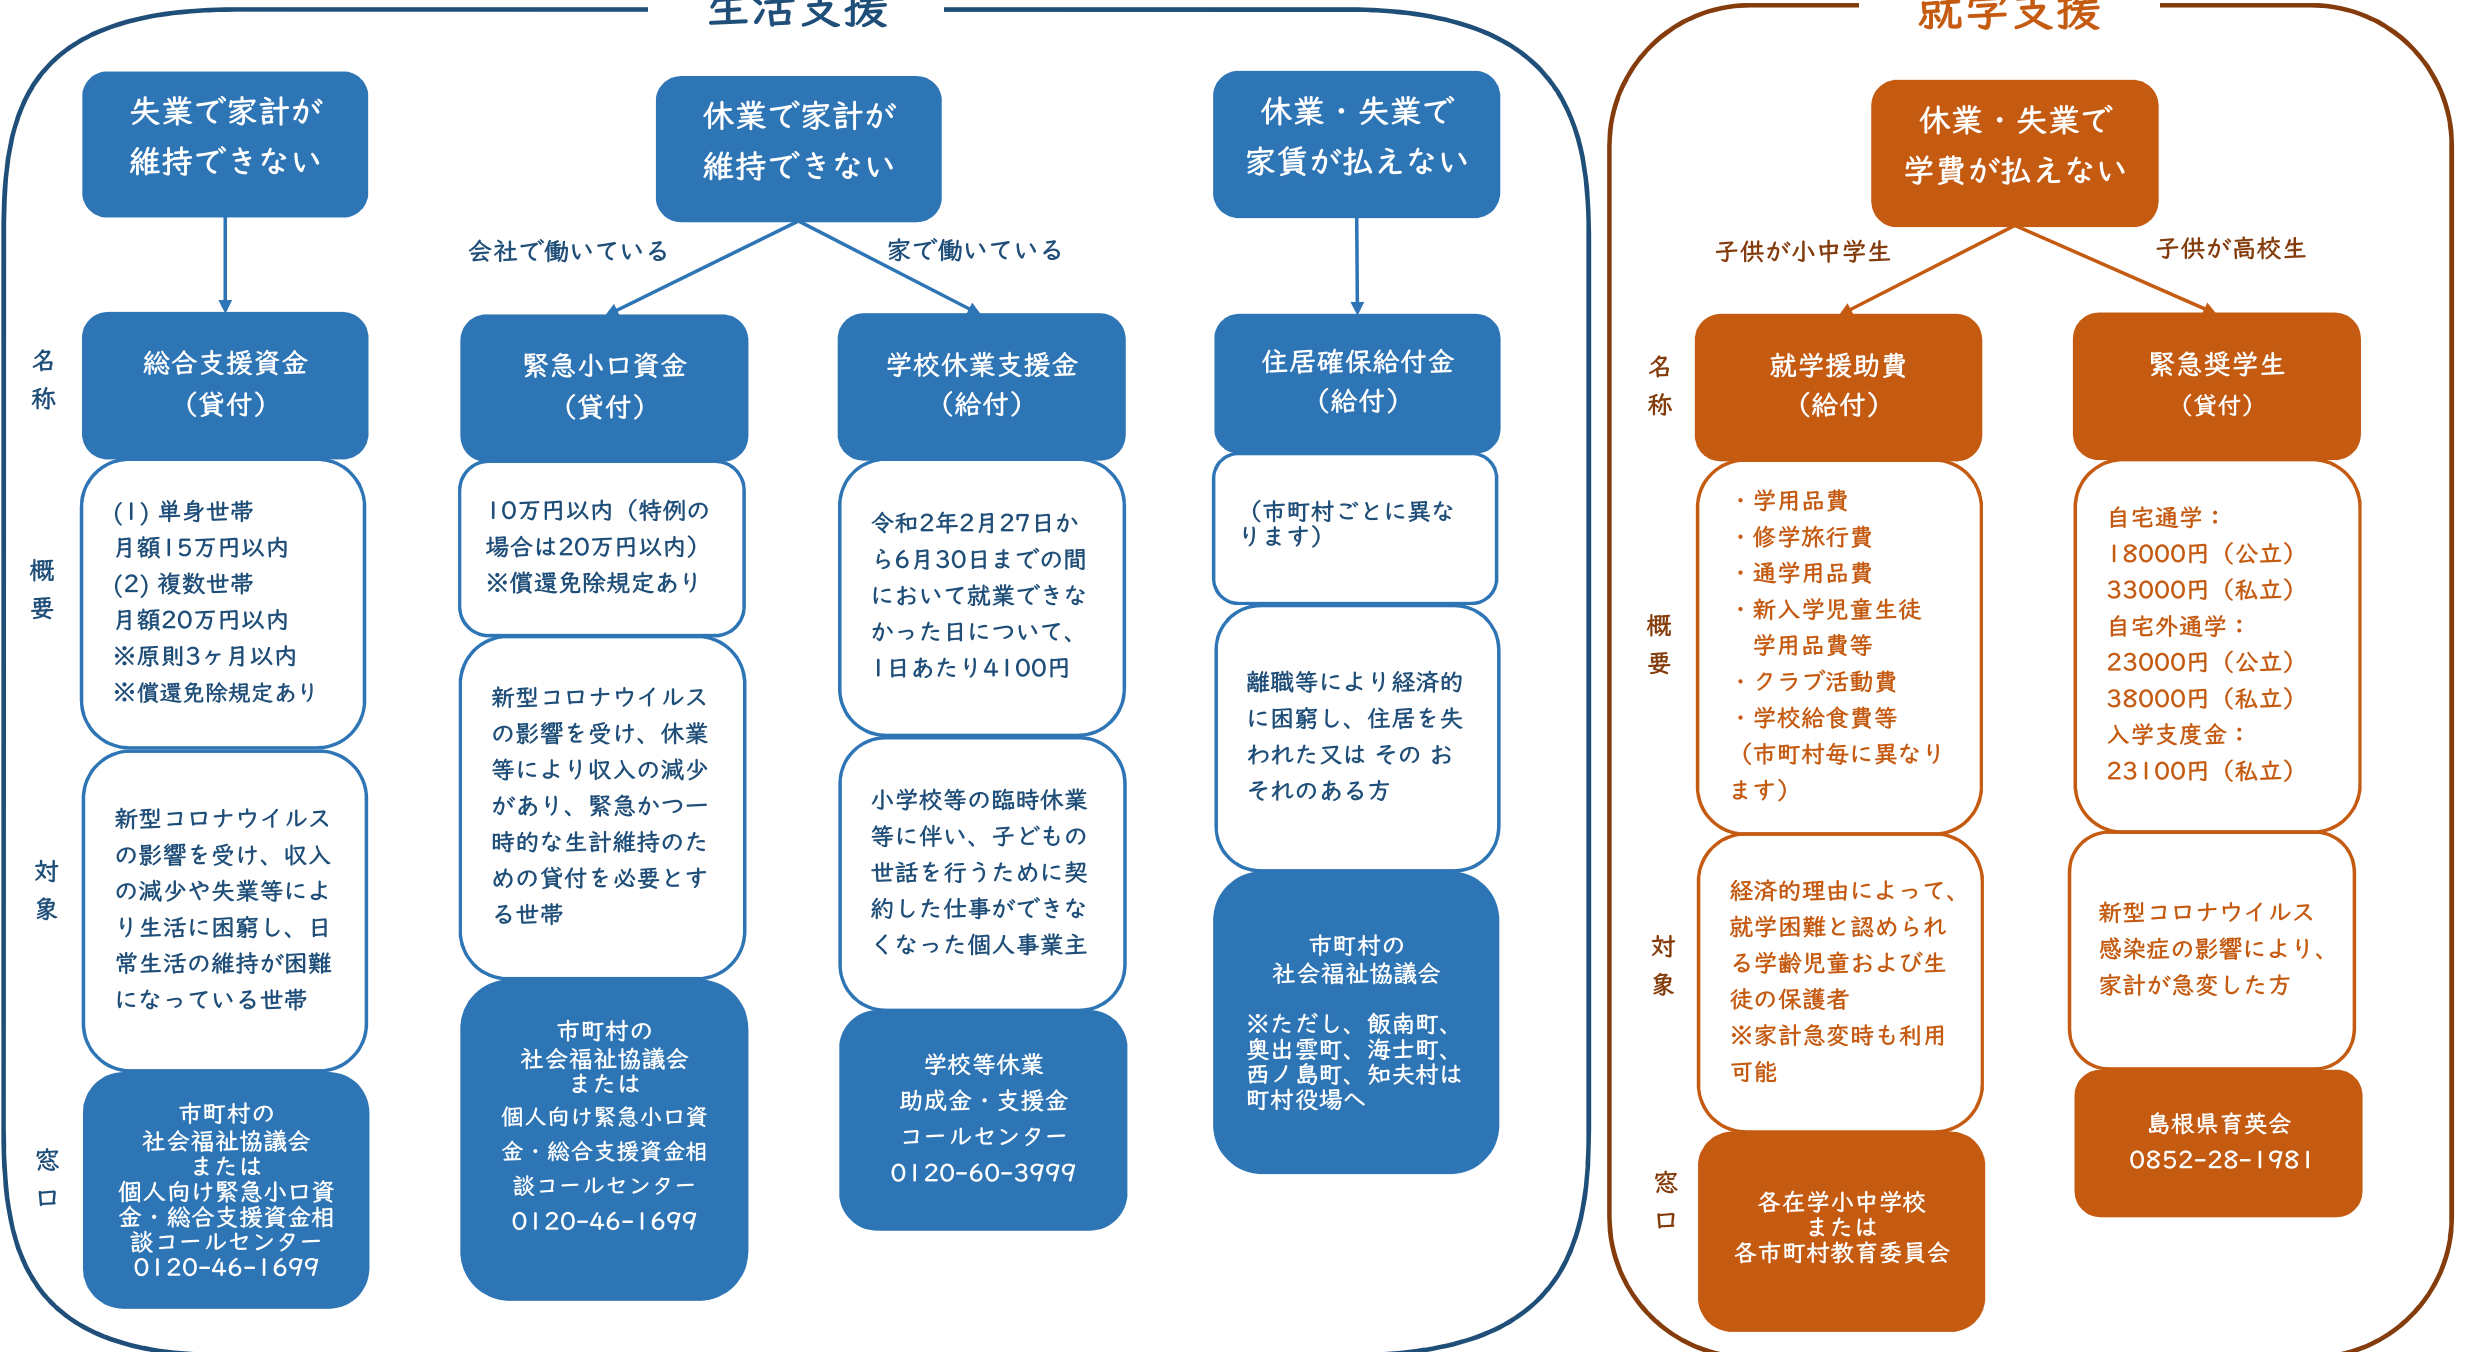 生活支援
失業で家計が
維持できない
休業で家計が
維持できない
会社で働いている
家で働いている
休業・失業で
家賃が払えない
名称
総合支援資金
（貸付）
緊急小口資金
（貸付）
学校休業支援金
（給付）
住居確保給付金
（給付）
概要
(1) 単身世帯
月額15万円以内
(2) 複数世帯
月額20万円以内
※原則3ヶ月以内
※償還免除規定あり
10万円以内（特例の
場合は20万円以内）
※償還免除規定あり
令和2年2月27日か
ら6月30日までの間
において就業できな
かった日について、
1日あたり4100円
（市町村ごとに異な
ります）
対象
新型コロナウイルス
の影響を受け、収入
の減少や失業等によ
り生活に困窮し、日
常生活の維持が困難
になっている世帯
新型コロナウイルス
の影響を受け、休業
等により収入の減少
があり、緊急かつ一
時的な生計維持のた
めの貸付を必要とす
る世帯
小学校等の臨時休業
等に伴い、子どもの
世話を行うために契
約した仕事ができな
くなった個人事業主
離職等により経済的
に困窮し、住居を失
われた又は その お
それのある方
窓口
市町村の
社会福祉協議会
または
個人向け緊急小口資
金・総合支援資金相
談コールセンター
0120-46-1699
市町村の
社会福祉協議会
または
個人向け緊急小口資
金・総合支援資金相
談コールセンター
0120-46-1699
学校等休業
助成金・支援金
コールセンター
0120-60-3999
市町村の
社会福祉協議会
※ただし、飯南町、
奥出雲町、海士町、
西ノ島町、知夫村は
町村役場へ
就学支援
休業・失業で
学費が払えない
子供が小中学生
子供が高校生
名称
就学援助費
（給付）
緊急奨学生
（貸付）
概要
・学用品費
・修学旅行費
・通学用品費
・新入学児童生徒
学用品費等
・クラブ活動費
・学校給食費等
（市町村毎に異なり
ます）
自宅通学：
18000円（公立）
33000円（私立）
自宅外通学：
23000円（公立）
38000円（私立）
入学支度金：
23100円（私立）
対象
経済的理由によって、
就学困難と認められ
る学齢児童および生
徒の保護者
※家計急変時も利用
可能
新型コロナウイルス
感染症の影響により、
家計が急変した方
窓口
各在学小中学校
または
各市町村教育委員会
島根県育英会
0852-28-1981